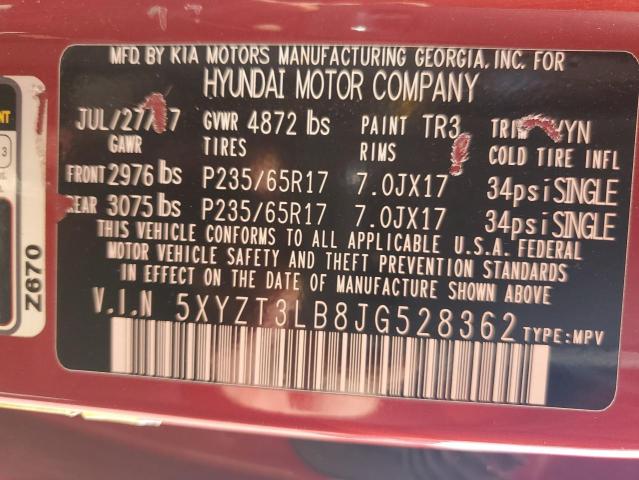 MFD. BY KIA MOTORS MANUFACTURING GEORGIA, INC. FOR
HYUNDAI MOTOR COMPANY
GVWR 4872 lbs PAINT TR3
GAWR TIRES RIMS COLD TIRE INFL
FRONT 2976 lbs P235/65R17 7.0JX17 34psi SINGLE
3075 lbs P235/65R17 7.0JX17 34psi SINGLE
THIS VEHICLE CONFORMS TO ALL APPLICABLE U.S.A. FEDERAL
MOTOR VEHICLE SAFETY AND THEFT PREVENTION STANDARDS
IN EFFECT ON THE DATE OF MANUFACTURE SHOWN ABOVE
V.I.N 5XYZT3LB8JG528362 TYPE:MPV
Z670